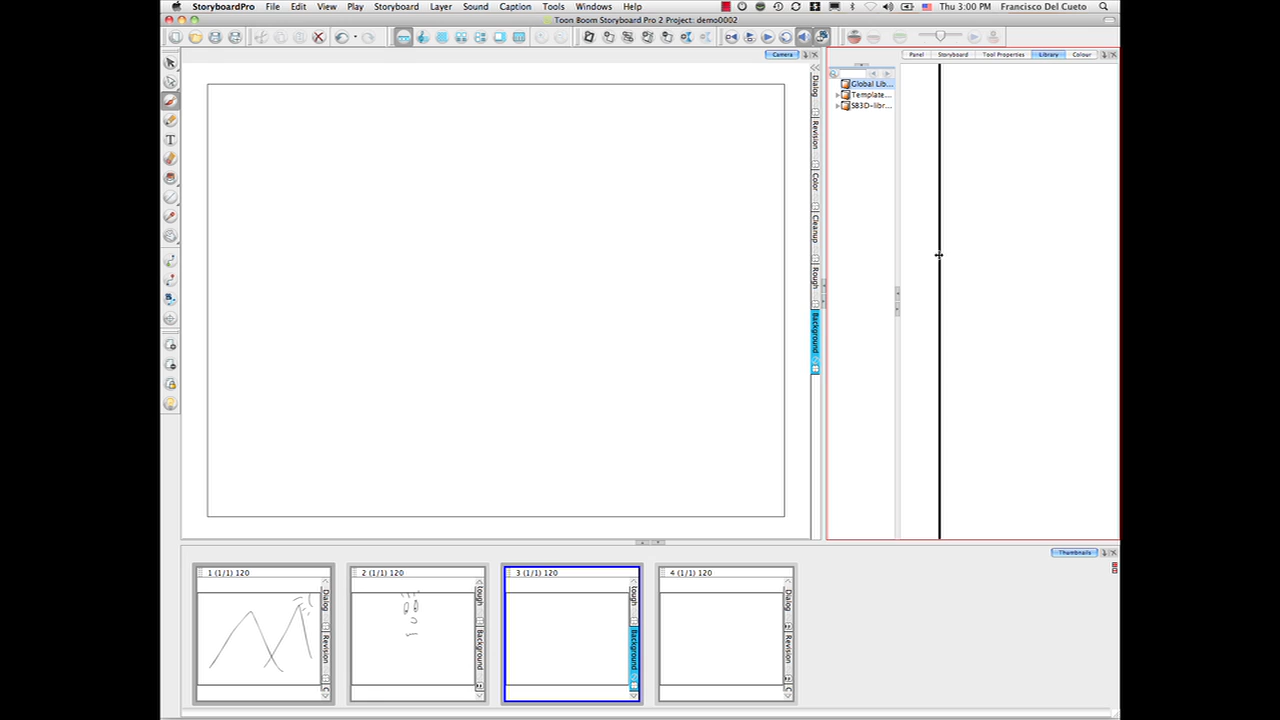 StoryboardPro File Edit View Play Storyboard Layer Sound Caption Tools Windows Help Thu 3:00 PM Francisco Del Cueto
Toon Boom Storyboard Pro 2 Project: demo0002
Camera
Panel Storyboard Tool Properties Library Colour
Global Lib...
Template...
SB3D-libr...
Dialog
Revision
Color
Cleanup
Rough
Background
Thumbnails
1 (1/1) 120
2 (1/1) 120
3 (1/1) 120
4 (1/1) 120
Dialog
Revision
Background
Background
Dialog
Revision